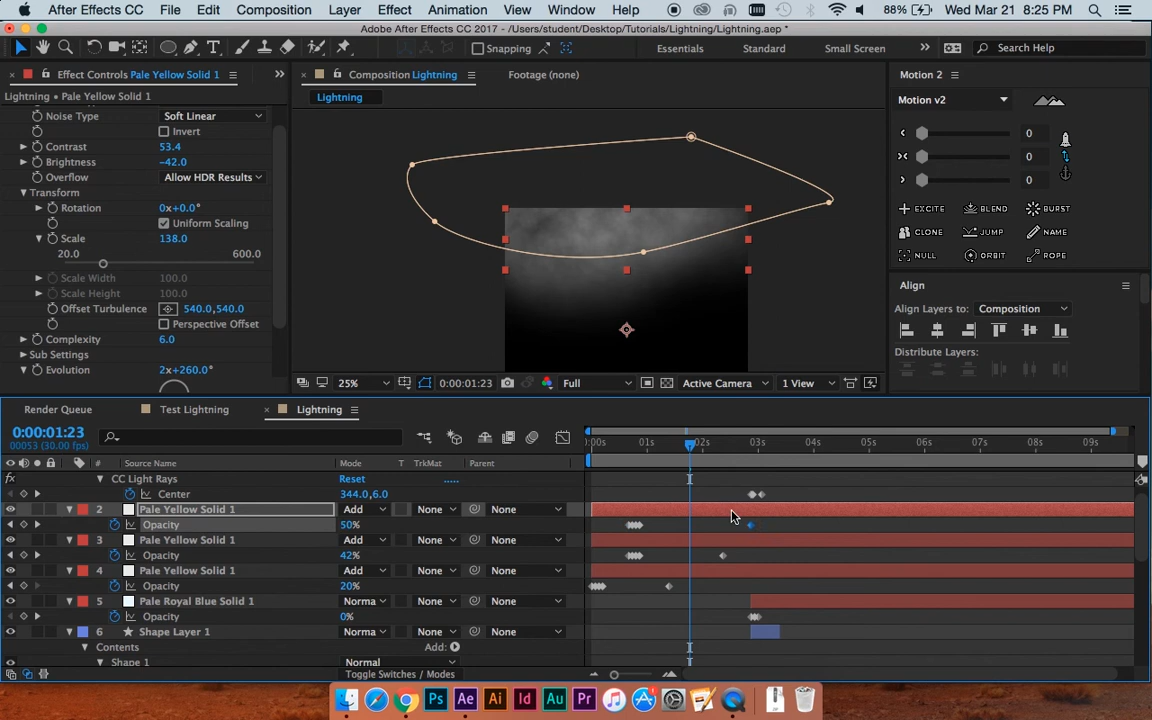 After Effects CC File Edit Composition Layer Effect Animation View Window Help 88% Wed Mar 21 8:25 PM
Adobe After Effects CC 2017 - /Users/student/Desktop/Tutorials/Lightning/Lightning.aep *
Snapping Essentials Standard Small Screen Search Help
Effect Controls Pale Yellow Solid 1
Composition Lightning Footage (none) Motion 2
Lightning • Pale Yellow Solid 1
Lightning
Motion v2
Noise Type Soft Linear
Invert
Contrast 53.4
Brightness -42.0
Overflow Allow HDR Results
Transform
Rotation 0x+0.0°
Uniform Scaling
Scale 138.0
20.0 600.0
Scale Width 100.0
Scale Height 100.0
Offset Turbulence 540.0,540.0
Perspective Offset
Complexity 6.0
Sub Settings
Evolution 2x+260.0°
0
0
0
EXCITE BLEND BURST
CLONE JUMP NAME
NULL ORBIT ROPE
Align
Align Layers to: Composition
Distribute Layers:
25% 0:00:01:23 Full Active Camera 1 View
Render Queue Test Lightning Lightning
0:00:01:23
00053 (30.00 fps)
:00s 01s 02s 03s 04s 05s 06s 07s 08s 09s
# Source Name Mode T TrkMat Parent
fx CC Light Rays Reset .....
Center 344.0,6.0
2 Pale Yellow Solid 1 Add None None
Opacity 50%
3 Pale Yellow Solid 1 Add None None
Opacity 42%
4 Pale Yellow Solid 1 Add None None
Opacity 20%
5 Pale Royal Blue Solid 1 Norma None None
Opacity 0%
6 Shape Layer 1 Norma None None
Contents Add:
Shape 1 Normal
Toggle Switches / Modes
Ps Ae Ai Id Au Pr